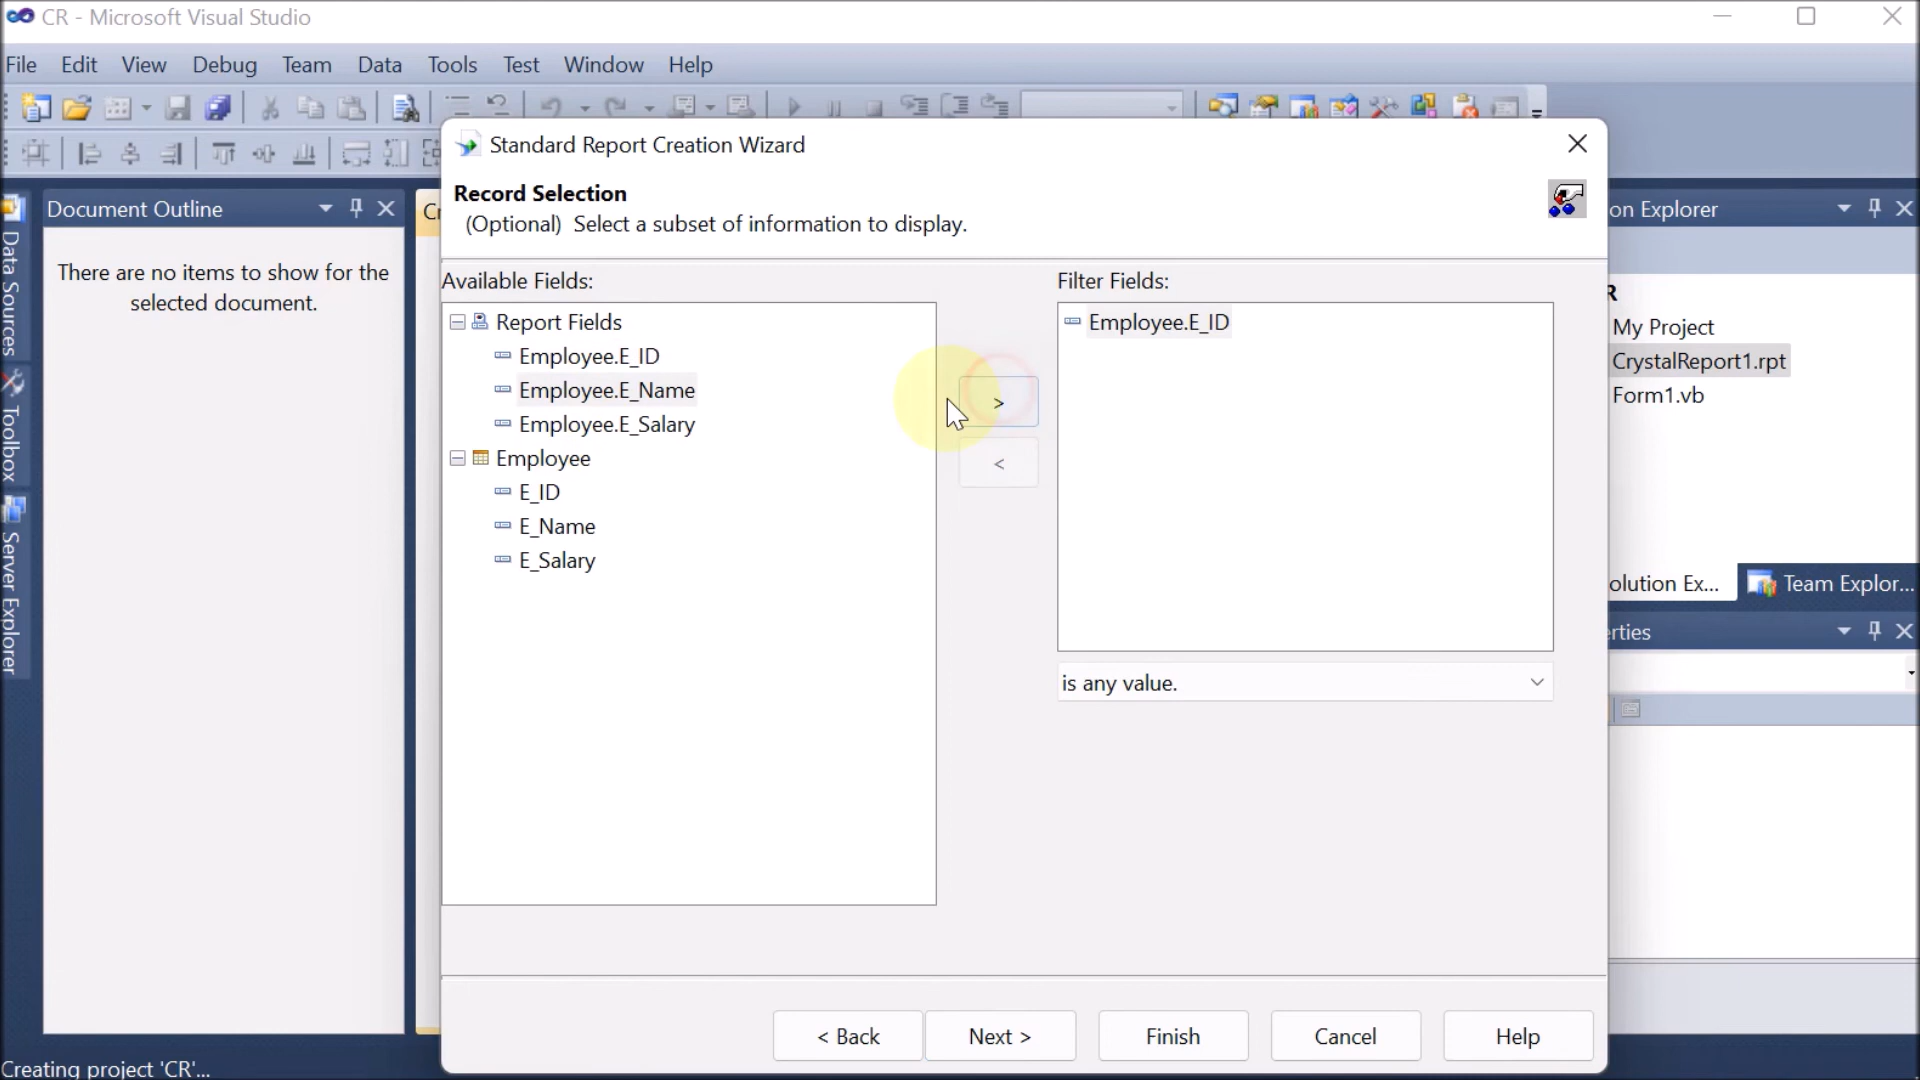 CR - Microsoft Visual Studio
File Edit View Debug Team Data Tools Test Window Help
Standard Report Creation Wizard
Record Selection
(Optional) Select a subset of information to display.
Document Outline
There are no items to show for the
selected document.
Data Sources
Toolbox
Server Explorer
Cr
Available Fields:
Report Fields
Employee.E_ID
Employee.E_Name
Employee.E_Salary
Employee
E_ID
E_Name
E_Salary
>
<
Filter Fields:
Employee.E_ID
is any value.
< Back Next > Finish Cancel Help
on Explorer
R
My Project
CrystalReport1.rpt
Form1.vb
olution Ex...
Team Explor...
erties
Creating project 'CR'...